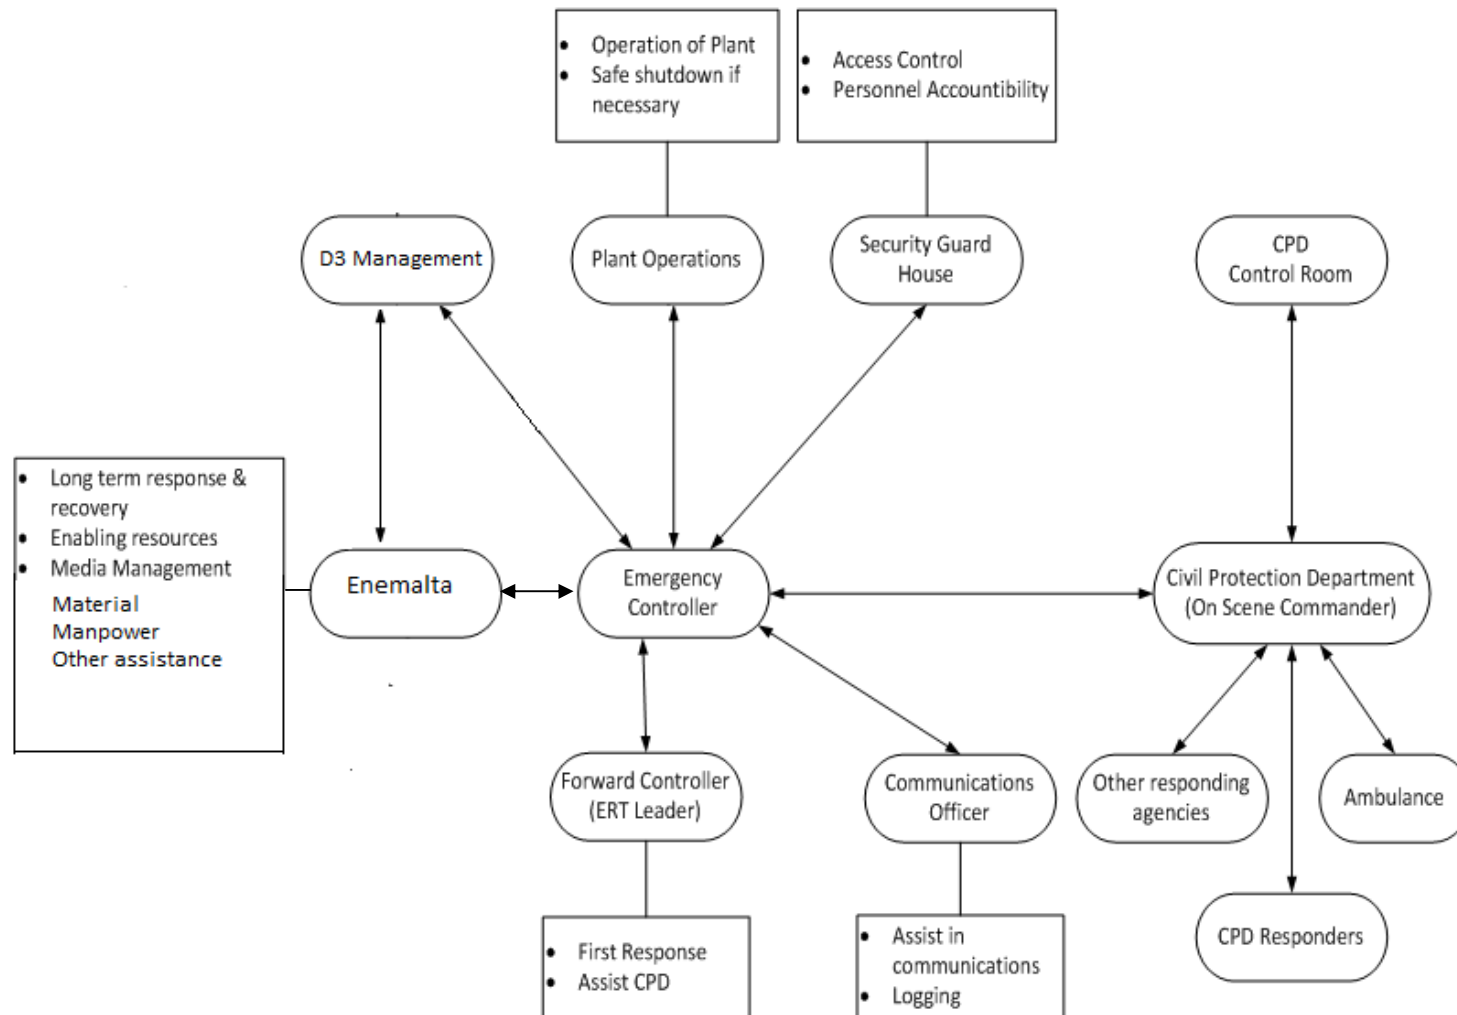 • Operation of Plant
• Safe shutdown if
necessary
• Access Control
• Personnel Accountibility
D3 Management
Plant Operations
Security Guard
House
CPD
Control Room
• Long term response &
recovery
• Enabling resources
• Media Management
Material
Manpower
Other assistance
Enemalta
Emergency
Controller
Civil Protection Department
(On Scene Commander)
Forward Controller
(ERT Leader)
Communications
Officer
Other responding
agencies
Ambulance
CPD Responders
• First Response
• Assist CPD
• Assist in
communications
• Logging